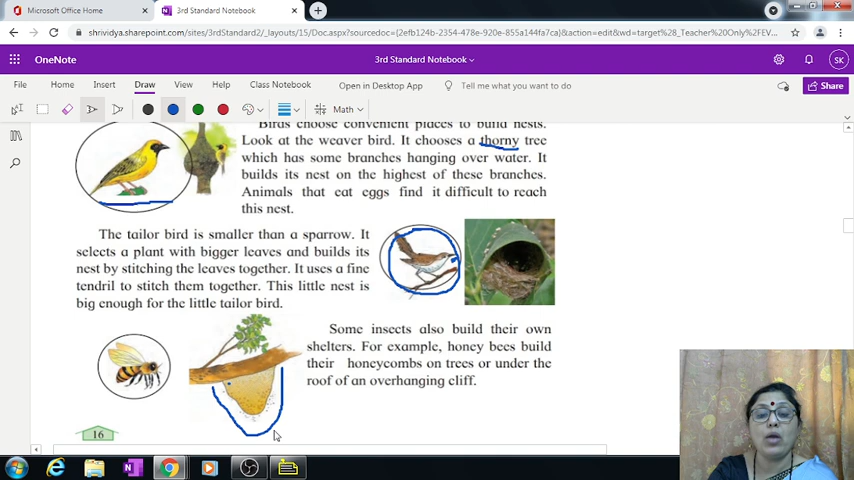 Microsoft Office Home
3rd Standard Notebook
shrividya.sharepoint.com/sites/3rdStandard2/_layouts/15/Doc.aspx?sourcedoc={2efb124b-2354-478e-920e-855a144fa7ca}&action=edit&wd=target%28_Teacher%20Only%2FEV...
OneNote
3rd Standard Notebook
SK
File Home Insert Draw View Help Class Notebook Open in Desktop App Tell me what you want to do Share
Math
Birds choose convenient places to build nests.
Look at the weaver bird. It chooses a thorny tree
which has some branches hanging over water. It
builds its nest on the highest of these branches.
Animals that eat eggs find it difficult to reach
this nest.
The tailor bird is smaller than a sparrow. It
selects a plant with bigger leaves and builds its
nest by stitching the leaves together. It uses a fine
tendril to stitch them together. This little nest is
big enough for the little tailor bird.
Some insects also build their own
shelters. For example, honey bees build
their honeycombs on trees or under the
roof of an overhanging cliff.
16